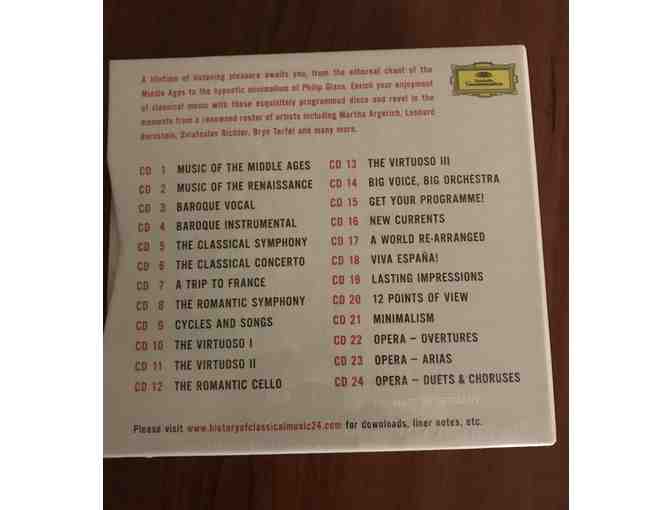 A lifetime of listening pleasure awaits you, from the ethereal chant of the
Middle Ages to the hypnotic minimalism of Philip Glass. Enrich your enjoyment
of classical music with these exquisitely programmed discs and revel in the
moments from a renowned roster of artists including Martha Argerich, Leonard
Bernstein, Sviatoslav Richter, Bryn Terfel and many more.
Deutsche
Grammophon
CD 1 MUSIC OF THE MIDDLE AGES
CD 2 MUSIC OF THE RENAISSANCE
CD 3 BAROQUE VOCAL
CD 4 BAROQUE INSTRUMENTAL
CD 5 THE CLASSICAL SYMPHONY
CD 6 THE CLASSICAL CONCERTO
CD 7 A TRIP TO FRANCE
CD 8 THE ROMANTIC SYMPHONY
CD 9 CYCLES AND SONGS
CD 10 THE VIRTUOSO I
CD 11 THE VIRTUOSO II
CD 12 THE ROMANTIC CELLO
CD 13 THE VIRTUOSO III
CD 14 BIG VOICE, BIG ORCHESTRA
CD 15 GET YOUR PROGRAMME!
CD 16 NEW CURRENTS
CD 17 A WORLD RE-ARRANGED
CD 18 VIVA ESPAÑA!
CD 19 LASTING IMPRESSIONS
CD 20 12 POINTS OF VIEW
CD 21 MINIMALISM
CD 22 OPERA – OVERTURES
CD 23 OPERA – ARIAS
CD 24 OPERA – DUETS & CHORUSES
Please visit www.historyofclassicalmusic24.com for downloads, liner notes, etc.